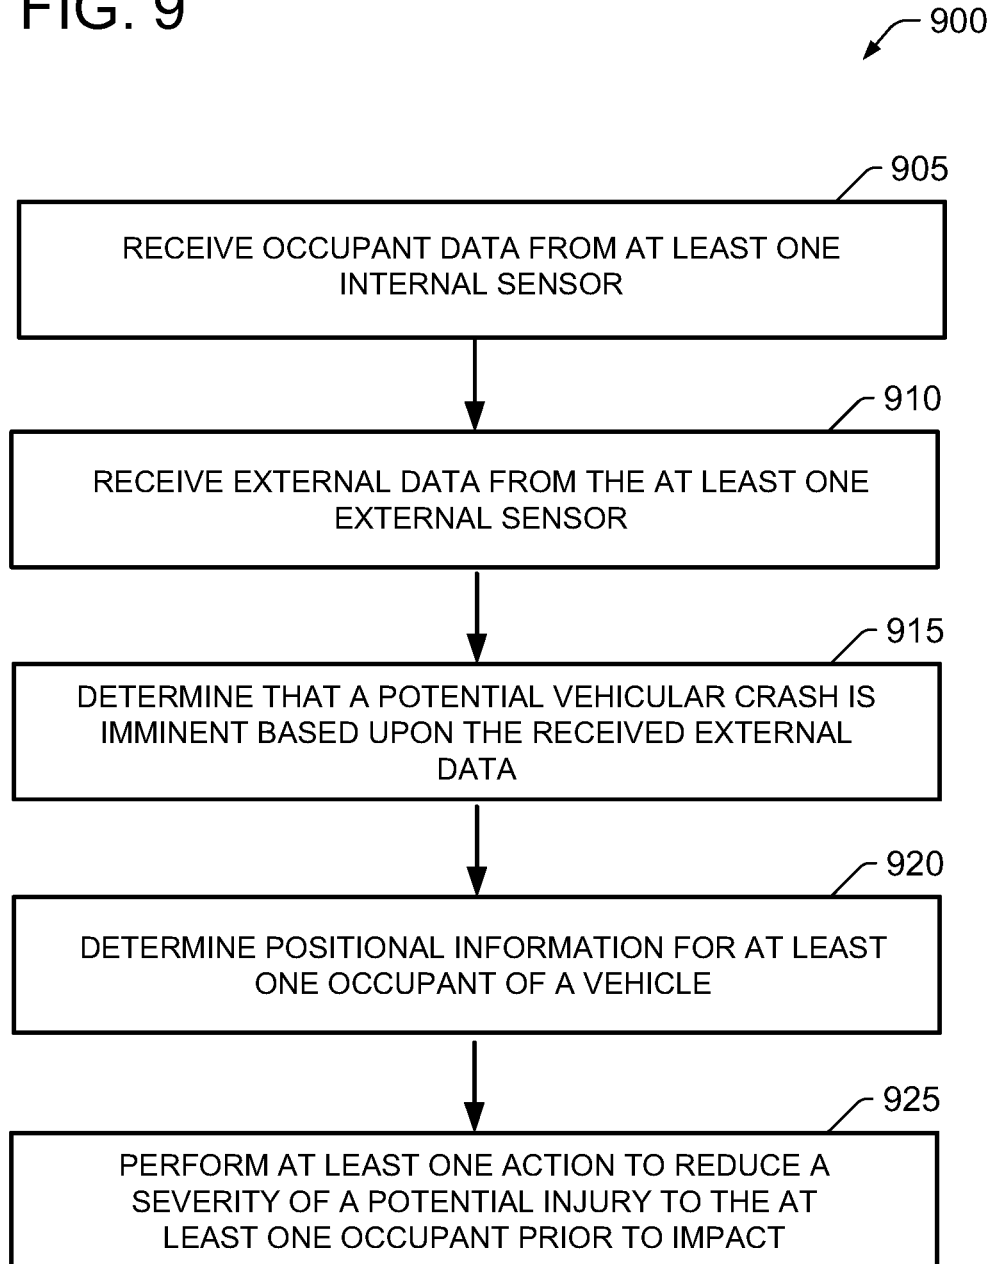 FIG. 9
900
905
RECEIVE OCCUPANT DATA FROM AT LEAST ONE
INTERNAL SENSOR
910
RECEIVE EXTERNAL DATA FROM THE AT LEAST ONE
EXTERNAL SENSOR
915
DETERMINE THAT A POTENTIAL VEHICULAR CRASH IS
IMMINENT BASED UPON THE RECEIVED EXTERNAL
DATA
920
DETERMINE POSITIONAL INFORMATION FOR AT LEAST
ONE OCCUPANT OF A VEHICLE
925
PERFORM AT LEAST ONE ACTION TO REDUCE A
SEVERITY OF A POTENTIAL INJURY TO THE AT
LEAST ONE OCCUPANT PRIOR TO IMPACT